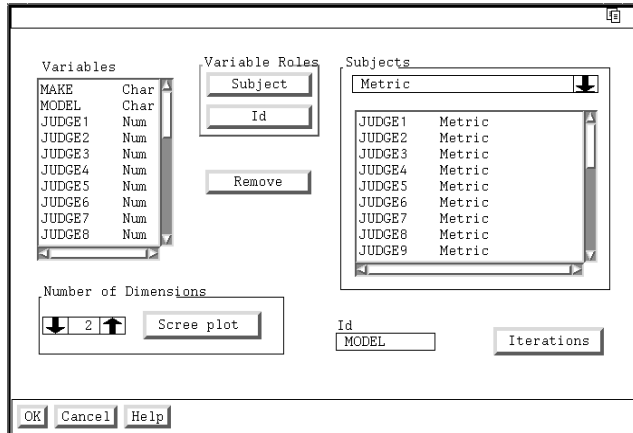 Variables
MAKE Char
MODEL Char
JUDGE1 Num
JUDGE2 Num
JUDGE3 Num
JUDGE4 Num
JUDGE5 Num
JUDGE6 Num
JUDGE7 Num
JUDGE8 Num
Variable Roles
Subject
Id
Remove
Subjects
Metric
JUDGE1 Metric
JUDGE2 Metric
JUDGE3 Metric
JUDGE4 Metric
JUDGE5 Metric
JUDGE6 Metric
JUDGE7 Metric
JUDGE8 Metric
JUDGE9 Metric
Number of Dimensions
2
Scree plot
Id
MODEL
Iterations
OK Cancel Help